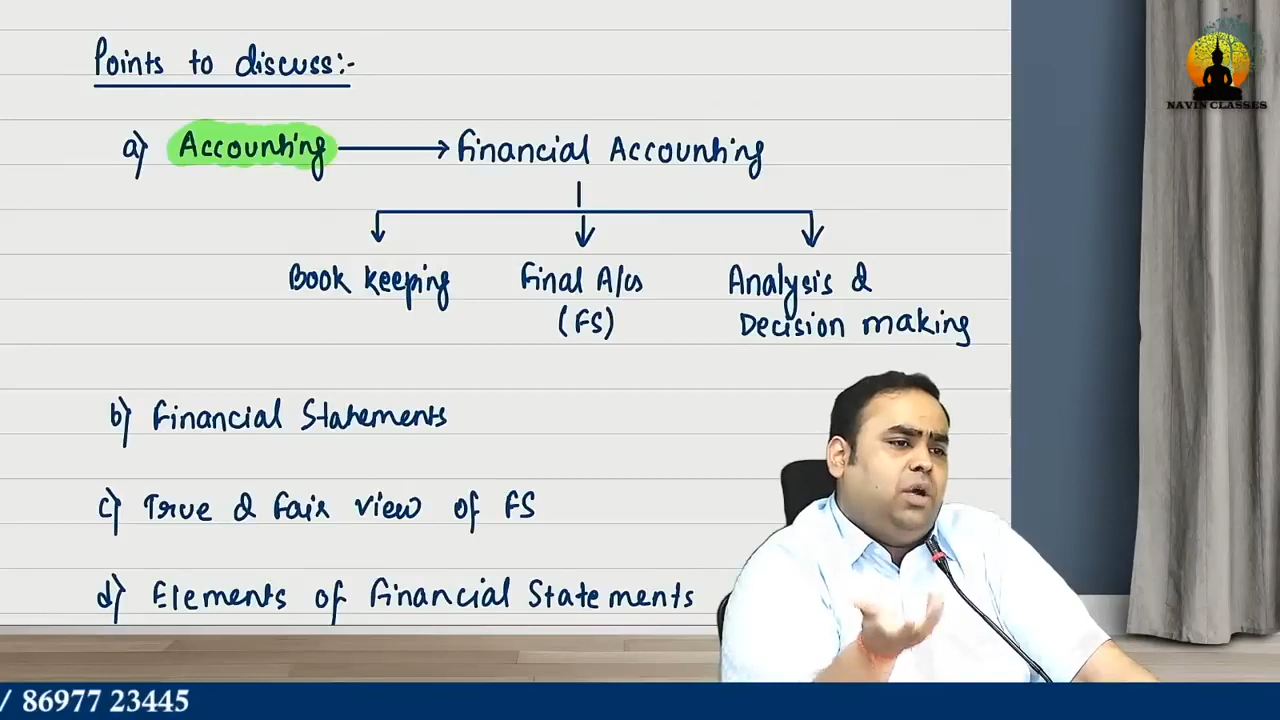 Points to discuss:-
NAVIN CLASSES
a) Accounting → Financial Accounting
Book keeping
Final A/cs
(FS)
Analysis &
Decision making
b) Financial Statements
c) True & Fair view of FS
d) Elements of Financial Statements
/ 86977 23445